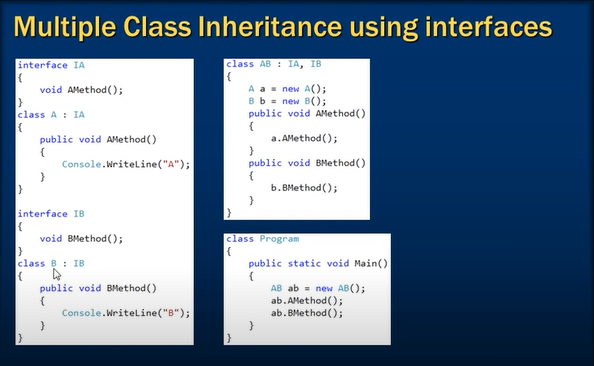 Multiple Class Inheritance using interfaces
interface IA
{
    void AMethod();
}
class A : IA
{
    public void AMethod()
    {
        Console.WriteLine("A");
    }
}

interface IB
{
    void BMethod();
}
class B : IB
{
    public void BMethod()
    {
        Console.WriteLine("B");
    }
}
class AB : IA, IB
{
    A a = new A();
    B b = new B();
    public void AMethod()
    {
        a.AMethod();
    }
    public void BMethod()
    {
        b.BMethod();
    }
}
class Program
{
    public static void Main()
    {
        AB ab = new AB();
        ab.AMethod();
        ab.BMethod();
    }
}